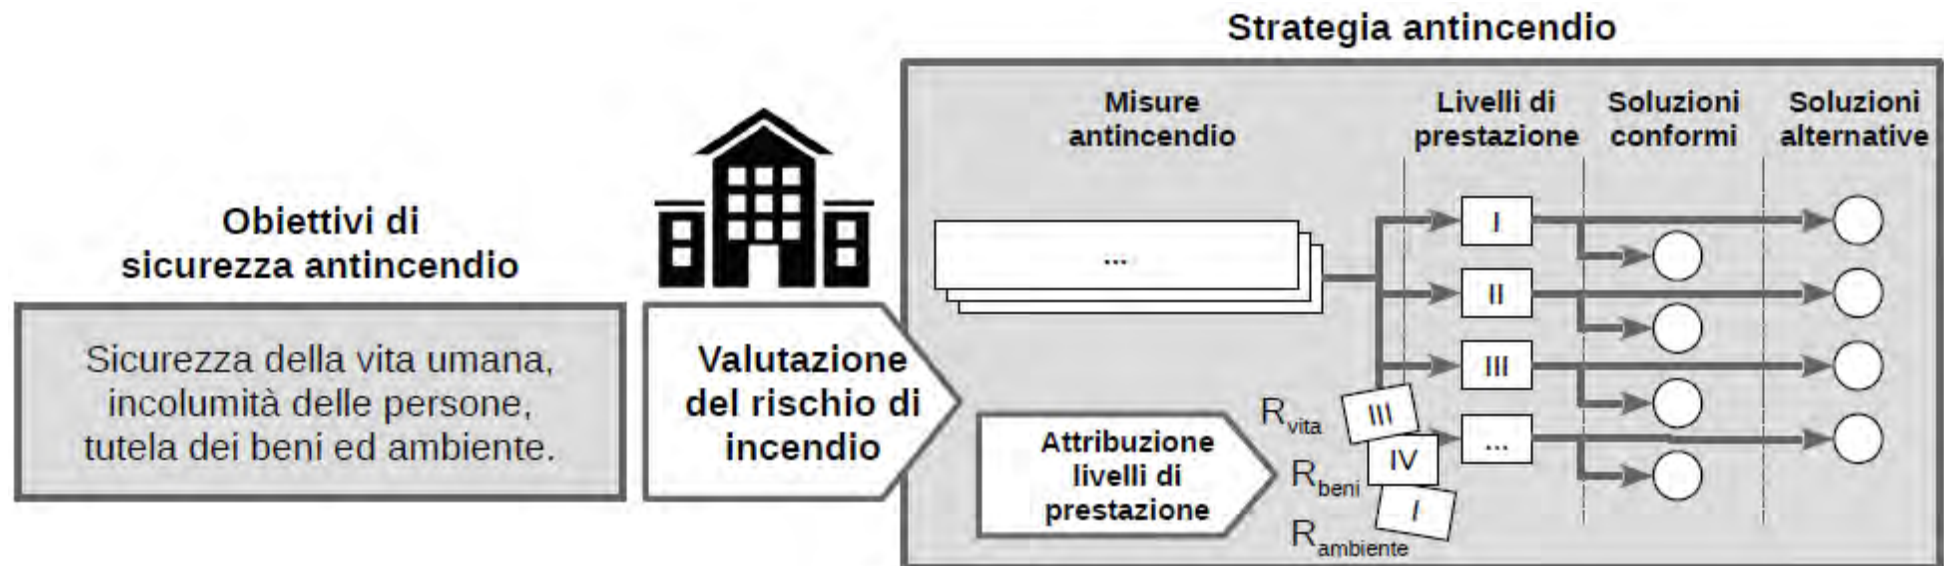 Strategia antincendio
Obiettivi di
sicurezza antincendio
Sicurezza della vita umana,
incolumità delle persone,
tutela dei beni ed ambiente.
Valutazione
del rischio di
incendio
Misure
antincendio
Livelli di
prestazione
Soluzioni
conformi
Soluzioni
alternative
...
I
II
III
...
Attribuzione
livelli di
prestazione
Rvita
III
Rbeni
IV
Rambiente
I